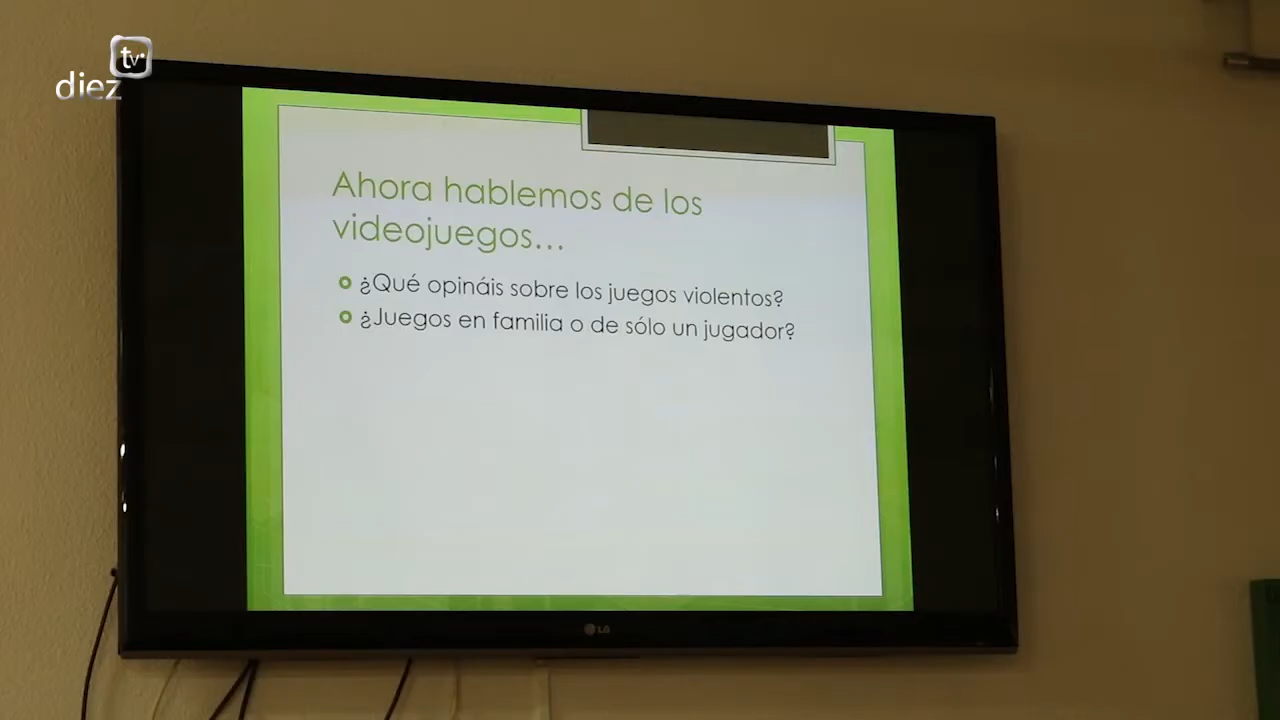 diez tv
Ahora hablemos de los
videojuegos...
¿Qué opináis sobre los juegos violentos?
¿Juegos en familia o de sólo un jugador?
LG